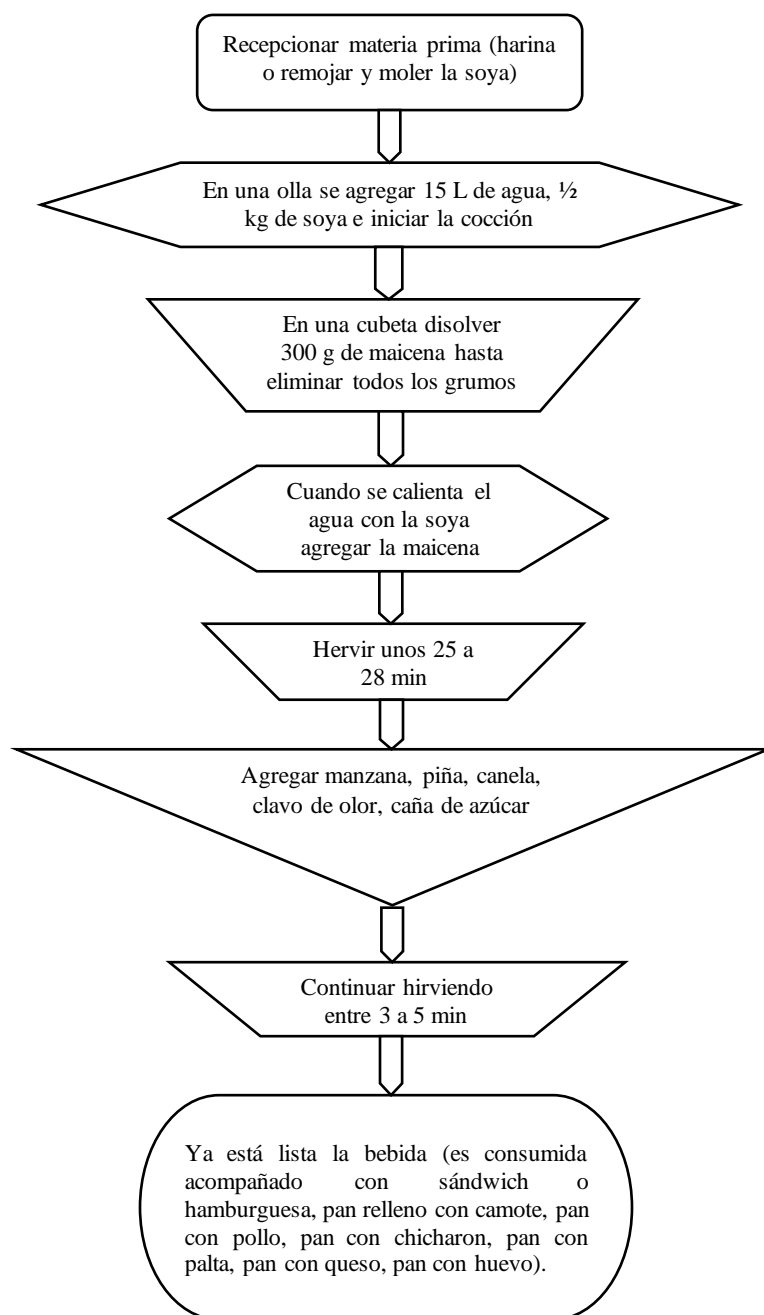 Recepcionar materia prima (harina
o remojar y moler la soya)
En una olla se agregar 15 L de agua, ½
kg de soya e iniciar la cocción
En una cubeta disolver
300 g de maicena hasta
eliminar todos los grumos
Cuando se calienta el
agua con la soya
agregar la maicena
Hervir unos 25 a
28 min
Agregar manzana, piña, canela,
clavo de olor, caña de azúcar
Continuar hirviendo
entre 3 a 5 min
Ya está lista la bebida (es consumida
acompañado con sándwich o
hamburguesa, pan relleno con camote, pan
con pollo, pan con chicharon, pan con
palta, pan con queso, pan con huevo).